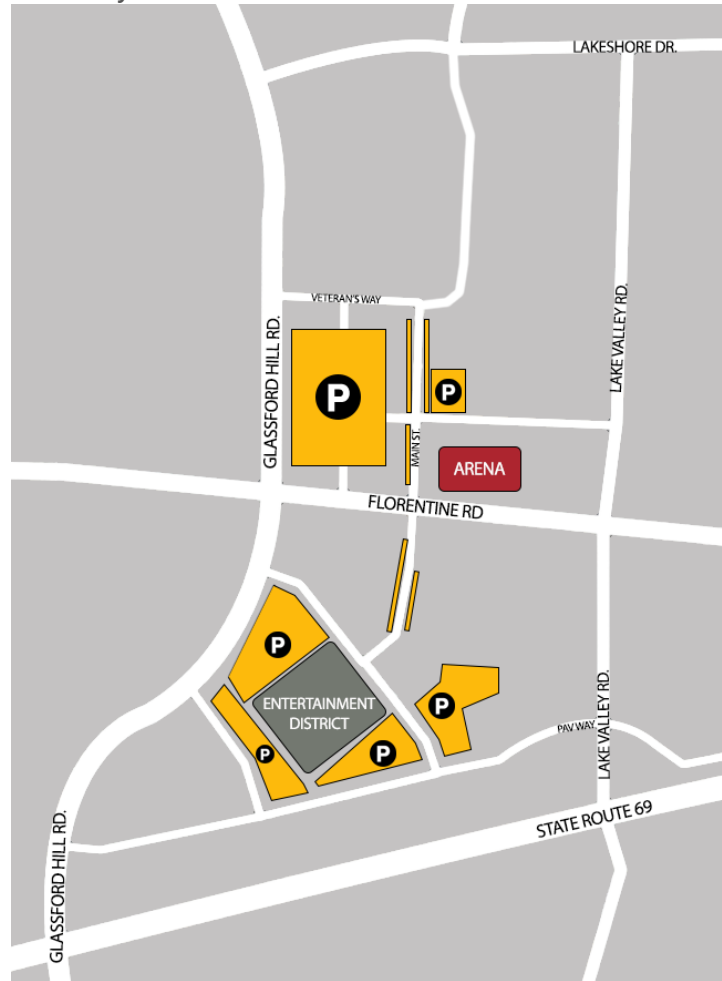 LAKESHORE DR.
VETERAN'S WAY
GLASSFORD HILL RD.
LAKE VALLEY RD.
P
P
MAIN ST.
ARENA
FLORENTINE RD
P
ENTERTAINMENT
DISTRICT
P
P
P
PAV WAY
LAKE VALLEY RD.
STATE ROUTE 69
GLASSFORD HILL RD.